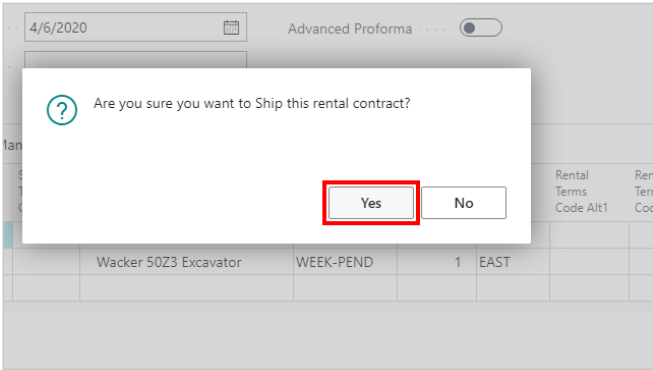 4/6/2020
Advanced Proforma
Are you sure you want to Ship this rental contract?
Yes
No
Rental
Terms
Code Alt1
Wacker 50Z3 Excavator WEEK-PEND 1 EAST